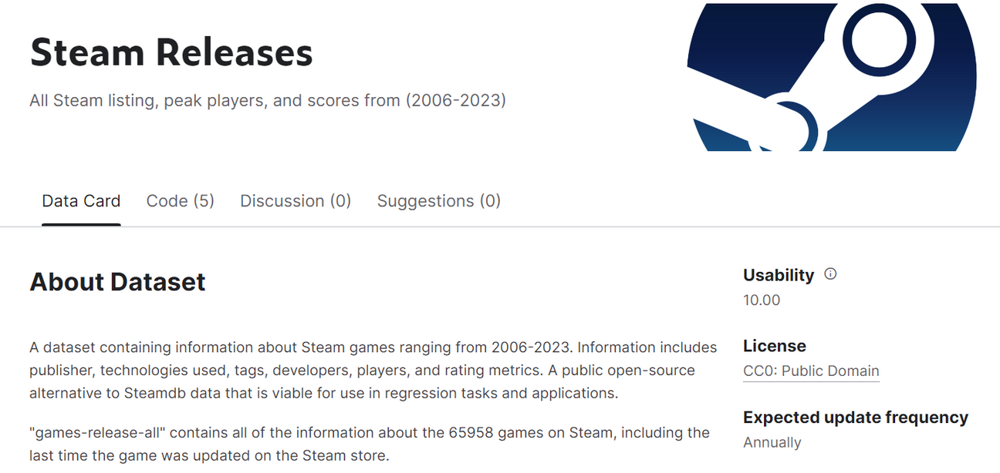 Steam Releases
All Steam listing, peak players, and scores from (2006-2023)
Data Card
Code (5)
Discussion (0)
Suggestions (0)
About Dataset
A dataset containing information about Steam games ranging from 2006-2023. Information includes
publisher, technologies used, tags, developers, players, and rating metrics. A public open-source
alternative to Steamdb data that is viable for use in regression tasks and applications.
"games-release-all" contains all of the information about the 65958 games on Steam, including the
last time the game was updated on the Steam store.
Usability
10.00
License
CC0: Public Domain
Expected update frequency
Annually